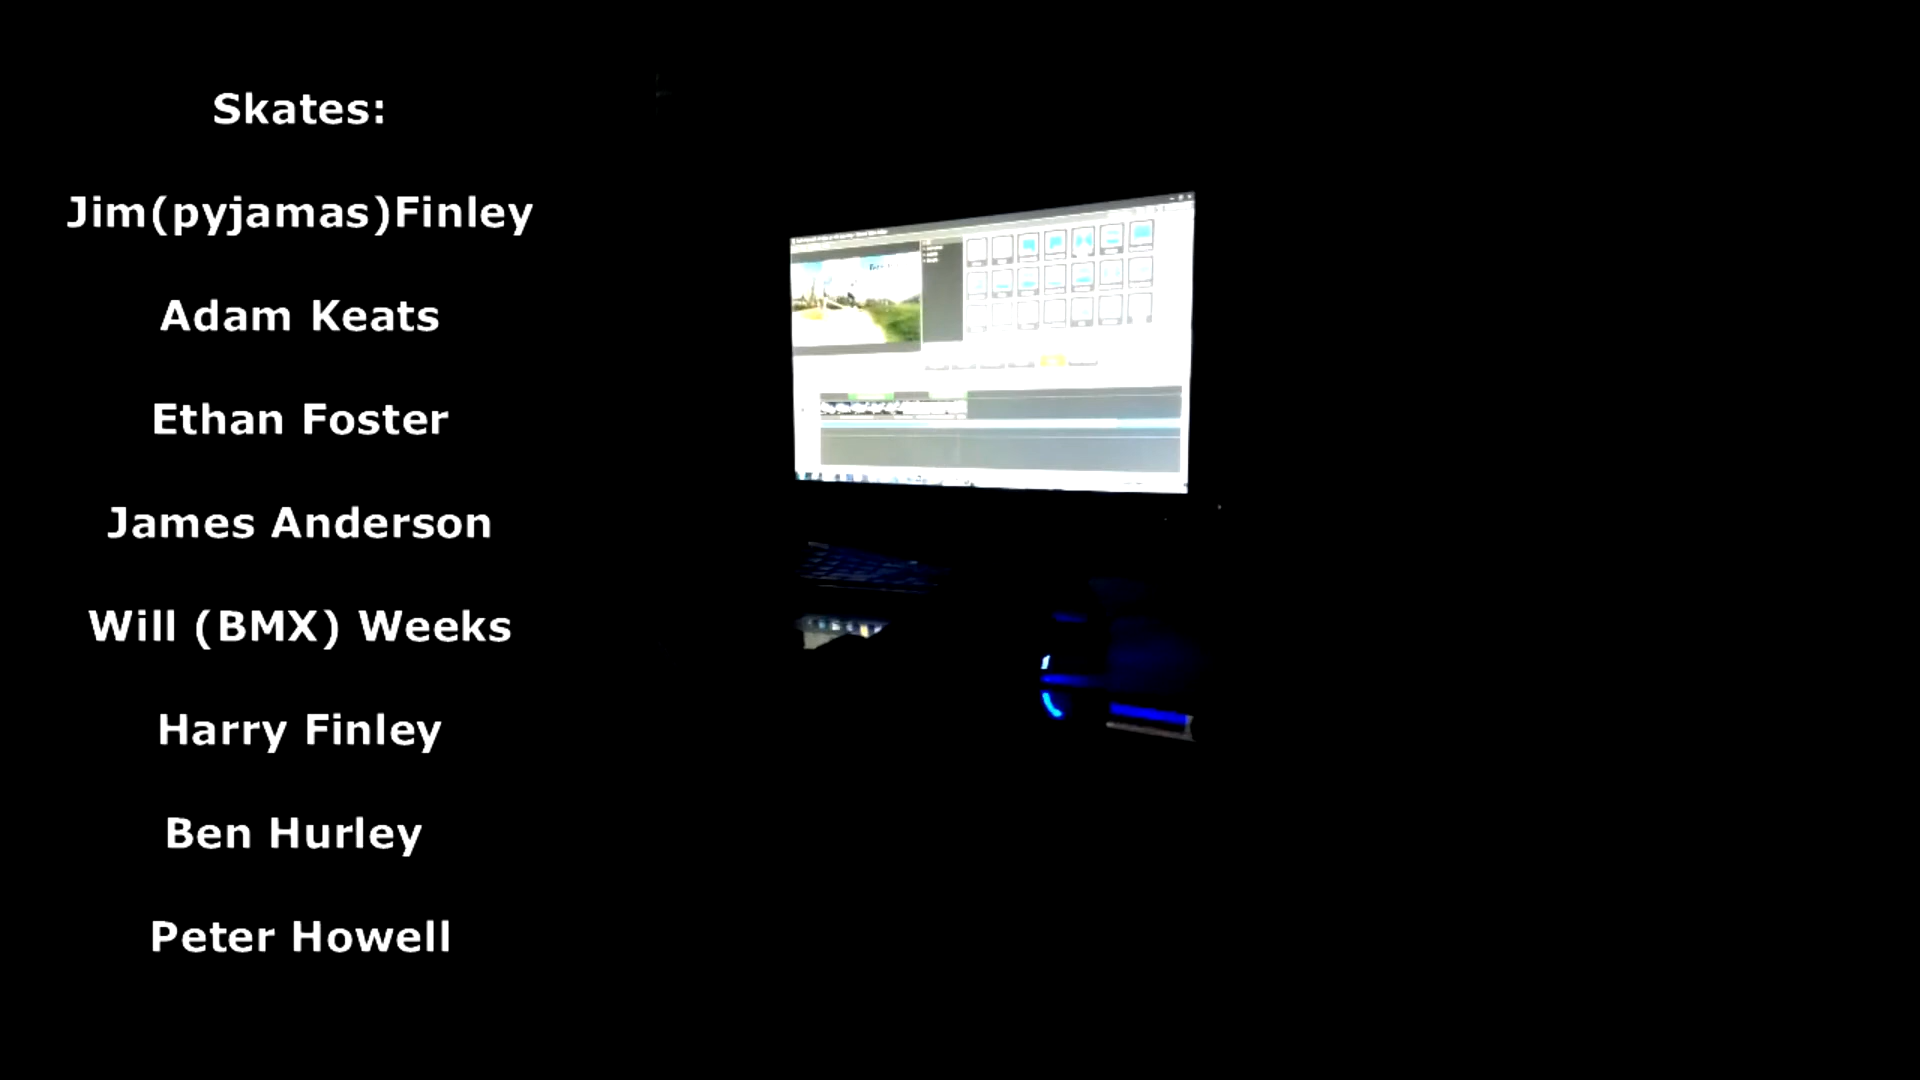 Skates:
Jim(pyjamas)Finley
Adam Keats
Ethan Foster
James Anderson
Will (BMX) Weeks
Harry Finley
Ben Hurley
Peter Howell